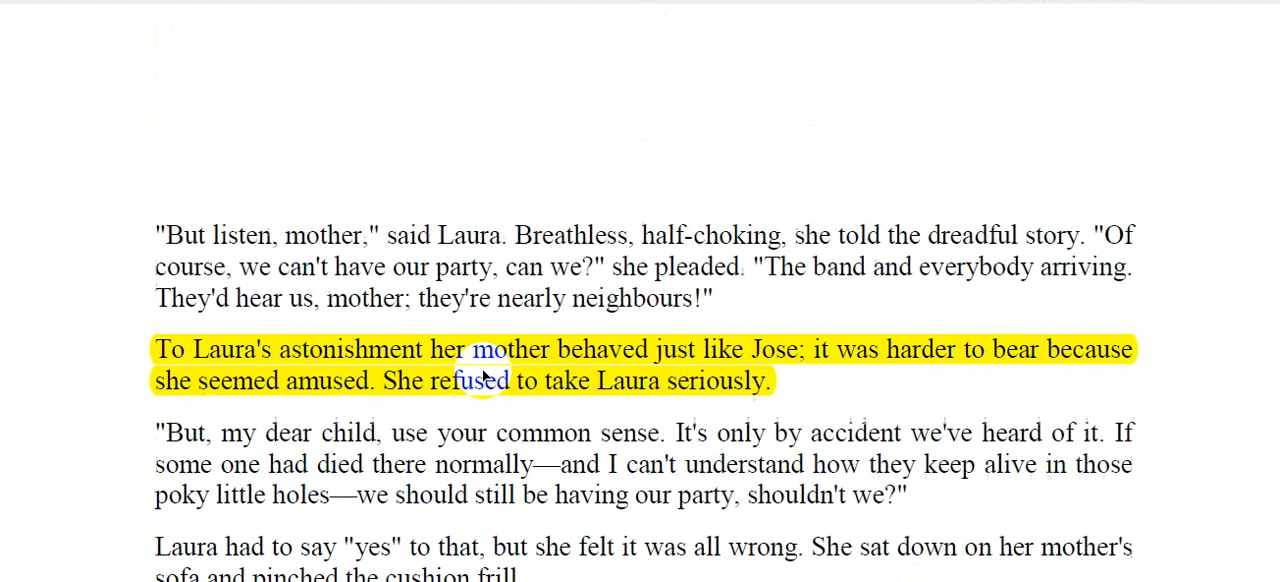 "But listen, mother," said Laura. Breathless, half-choking, she told the dreadful story. "Of
course, we can't have our party, can we?" she pleaded. "The band and everybody arriving.
They'd hear us, mother; they're nearly neighbours!"
To Laura's astonishment her mother behaved just like Jose; it was harder to bear because
she seemed amused. She refused to take Laura seriously.
"But, my dear child, use your common sense. It's only by accident we've heard of it. If
some one had died there normally—and I can't understand how they keep alive in those
poky little holes—we should still be having our party, shouldn't we?"
Laura had to say "yes" to that, but she felt it was all wrong. She sat down on her mother's
sofa and pinched the cushion frill.